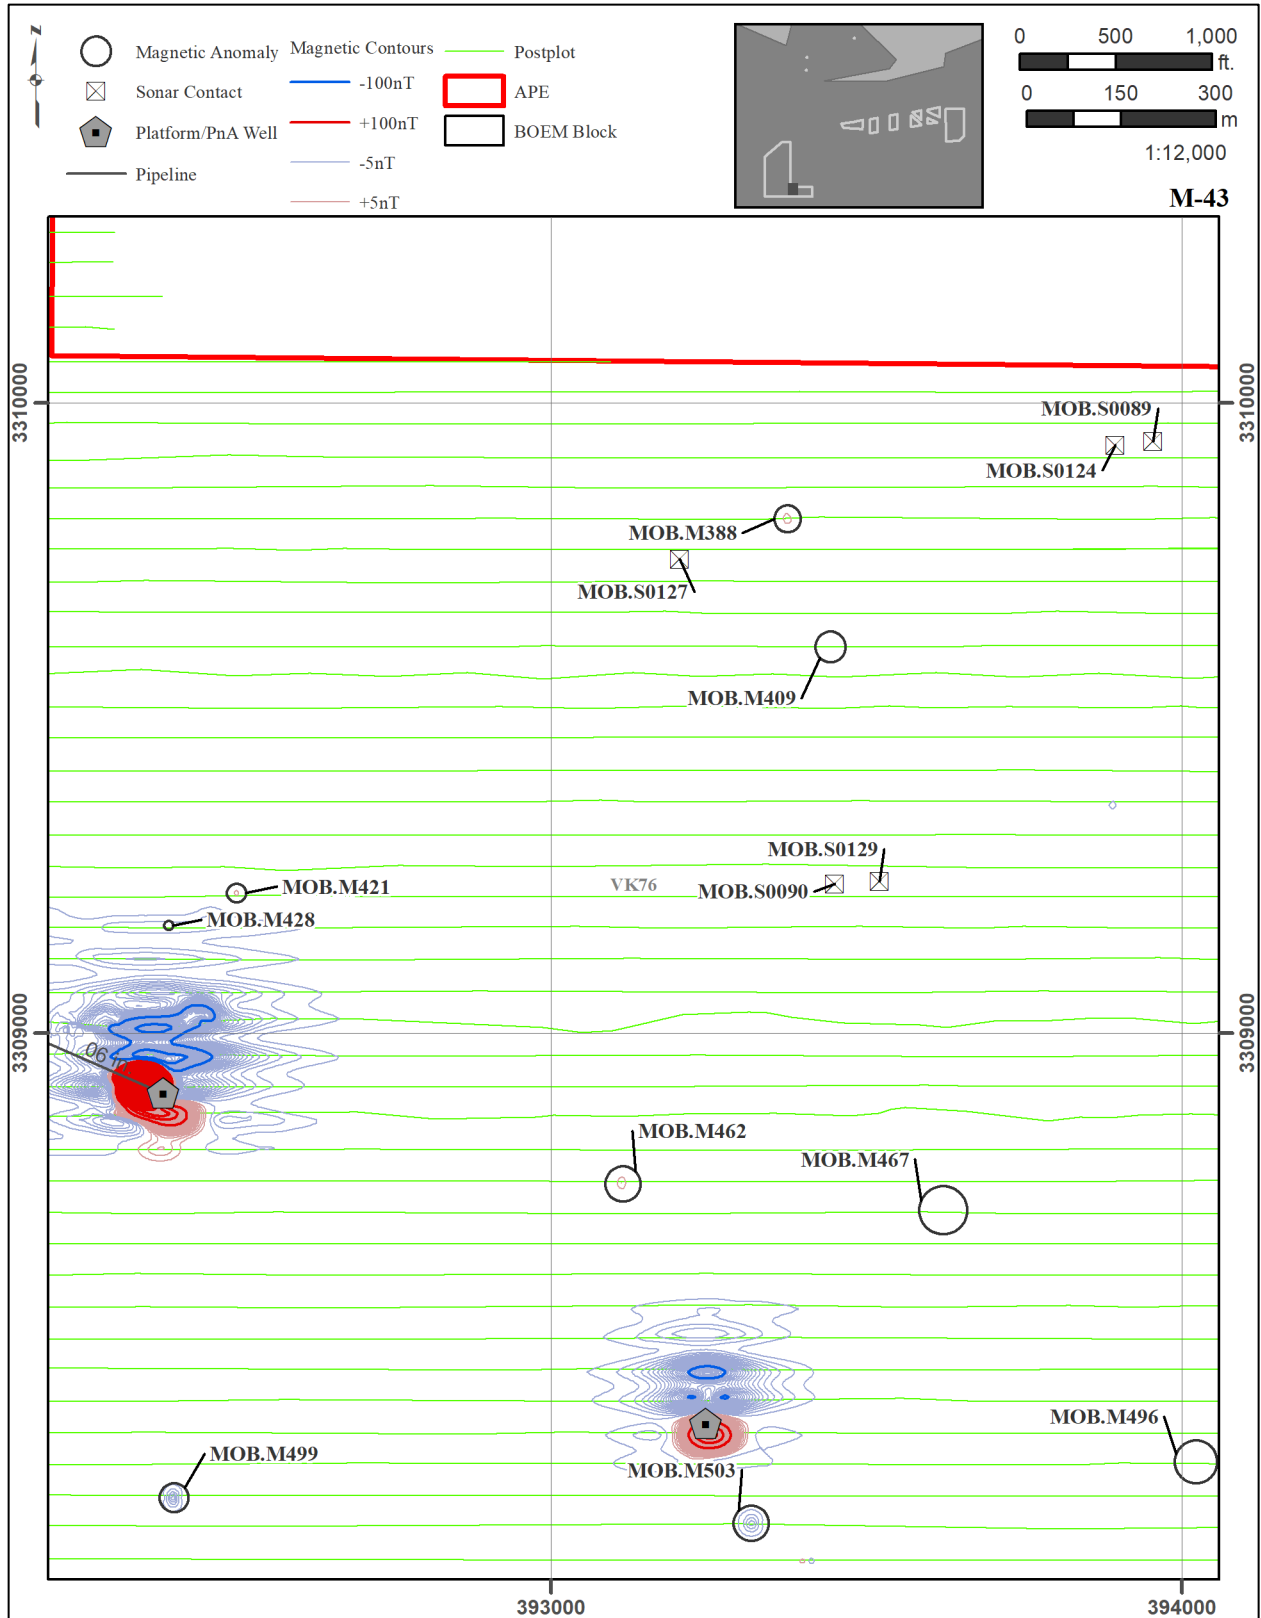 Z
Magnetic Anomaly
Sonar Contact
Platform/PnA Well
Pipeline
Magnetic Contours
-100nT
+100nT
-5nT
+5nT
Postplot
APE
BOEM Block
0 500 1,000
ft.
0 150 300
m
1:12,000
M-43
3310000
3310000
MOB.S0089
MOB.S0124
MOB.M388
MOB.S0127
MOB.M409
MOB.S0129
VK76
MOB.S0090
MOB.M421
MOB.M428
3309000
3309000
06 in.
MOB.M462
MOB.M467
MOB.M496
MOB.M499
MOB.M503
393000
394000